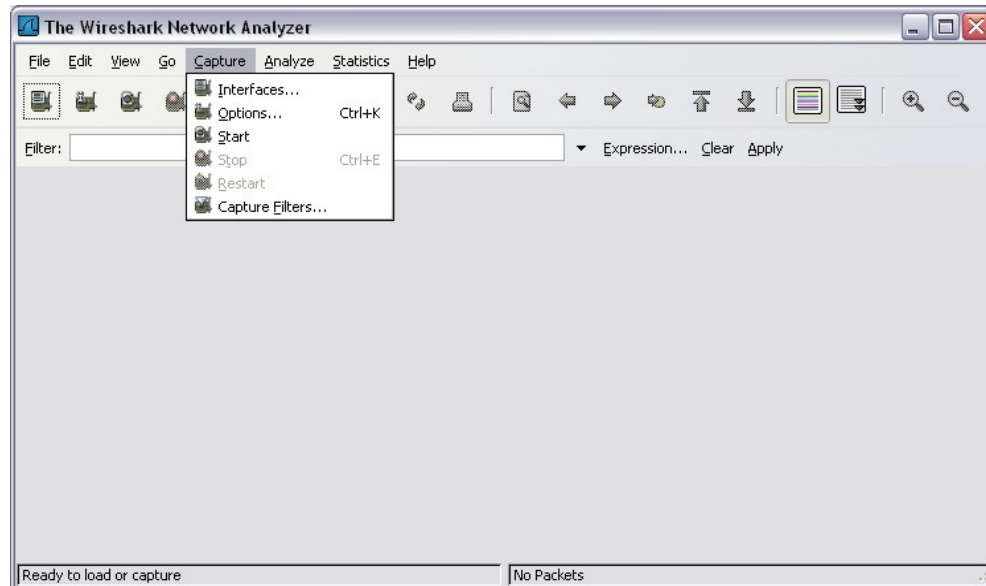 The Wireshark Network Analyzer
File Edit View Go Capture Analyze Statistics Help
Interfaces...
Options... Ctrl+K
Start
Stop Ctrl+E
Restart
Capture Filters...
Filter: Expression... Clear Apply
Ready to load or capture No Packets